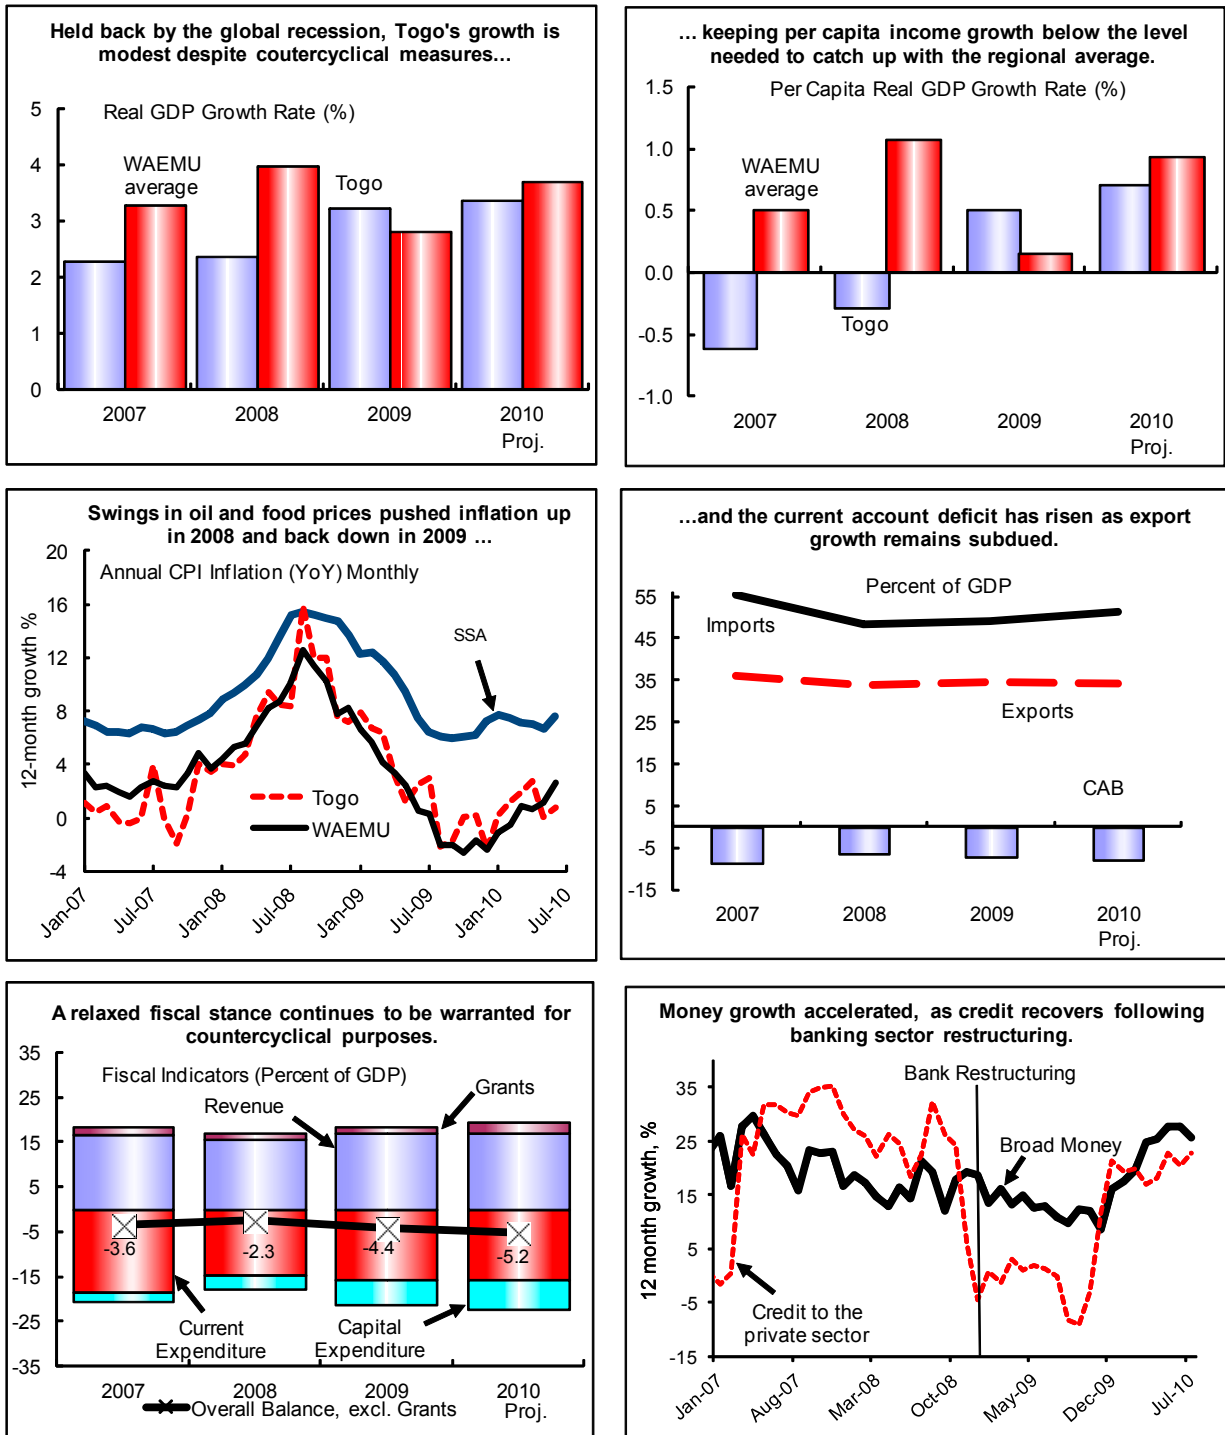 Held back by the global recession, Togo's growth is
modest despite coutercyclical measures...
Real GDP Growth Rate (%)
5
4
3
2
1
0
WAEMU
average
Togo
2007
2008
2009
2010
Proj.
... keeping per capita income growth below the level
needed to catch up with the regional average.
Per Capita Real GDP Growth Rate (%)
1.5
1.0
0.5
0.0
-0.5
-1.0
WAEMU
average
Togo
2007
2008
2009
2010
Proj.
Swings in oil and food prices pushed inflation up
in 2008 and back down in 2009 ...
Annual CPI Inflation (YoY) Monthly
12-month growth %
20
16
12
8
4
0
-4
SSA
Togo
WAEMU
Jan-07
Jul-07
Jan-08
Jul-08
Jan-09
Jul-09
Jan-10
Jul-10
...and the current account deficit has risen as export
growth remains subdued.
Percent of GDP
55
45
35
25
15
5
-5
-15
Imports
Exports
CAB
2007
2008
2009
2010
Proj.
A relaxed fiscal stance continues to be warranted for
countercyclical purposes.
Fiscal Indicators (Percent of GDP)
35
25
15
5
-5
-15
-25
-35
Revenue
Grants
-3.6
-2.3
-4.4
-5.2
Current
Expenditure
Capital
Expenditure
2007
2008
2009
2010
Proj.
Overall Balance, excl. Grants
Money growth accelerated, as credit recovers following
banking sector restructuring.
Bank Restructuring
12 month growth, %
35
25
15
5
-5
-15
Broad Money
Credit to the
private sector
Jan-07
Aug-07
Mar-08
Oct-08
May-09
Dec-09
Jul-10